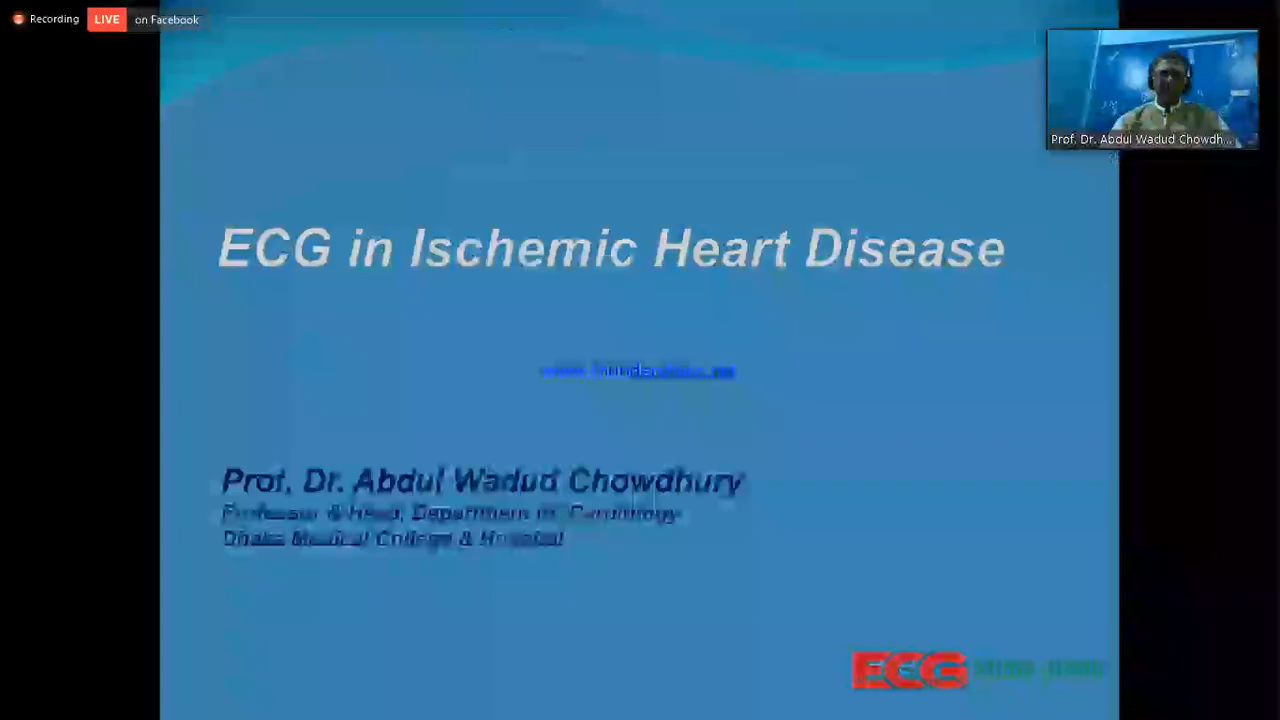 Recording LIVE on Facebook
Prof. Dr. Abdul Wadud Chowdh...
ECG in Ischemic Heart Disease
Prof. Dr. Abdul Wadud Chowdhury
Professor & Head, Department of Cardiology
Dhaka Medical College & Hospital
ECG